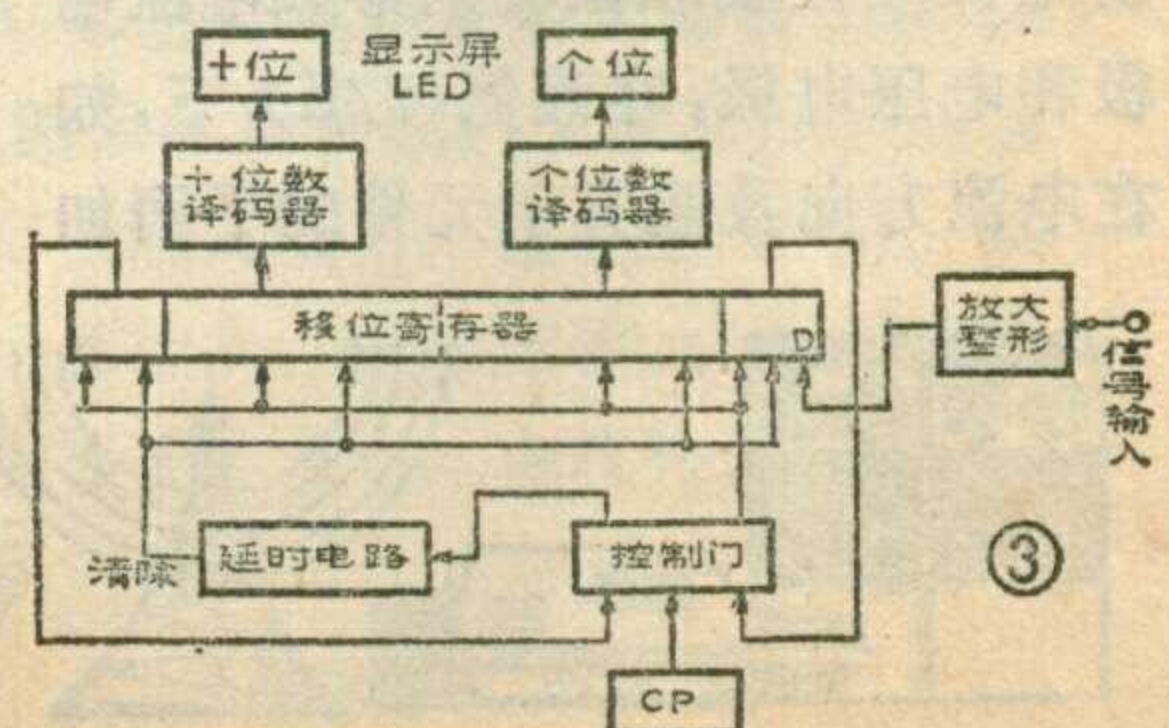 十位
显示屏
LED
个位
十位数
译码器
个位数
译码器
移位寄存器
D
放大
整形
信号输入
清除
延时电路
控制门
③
CP